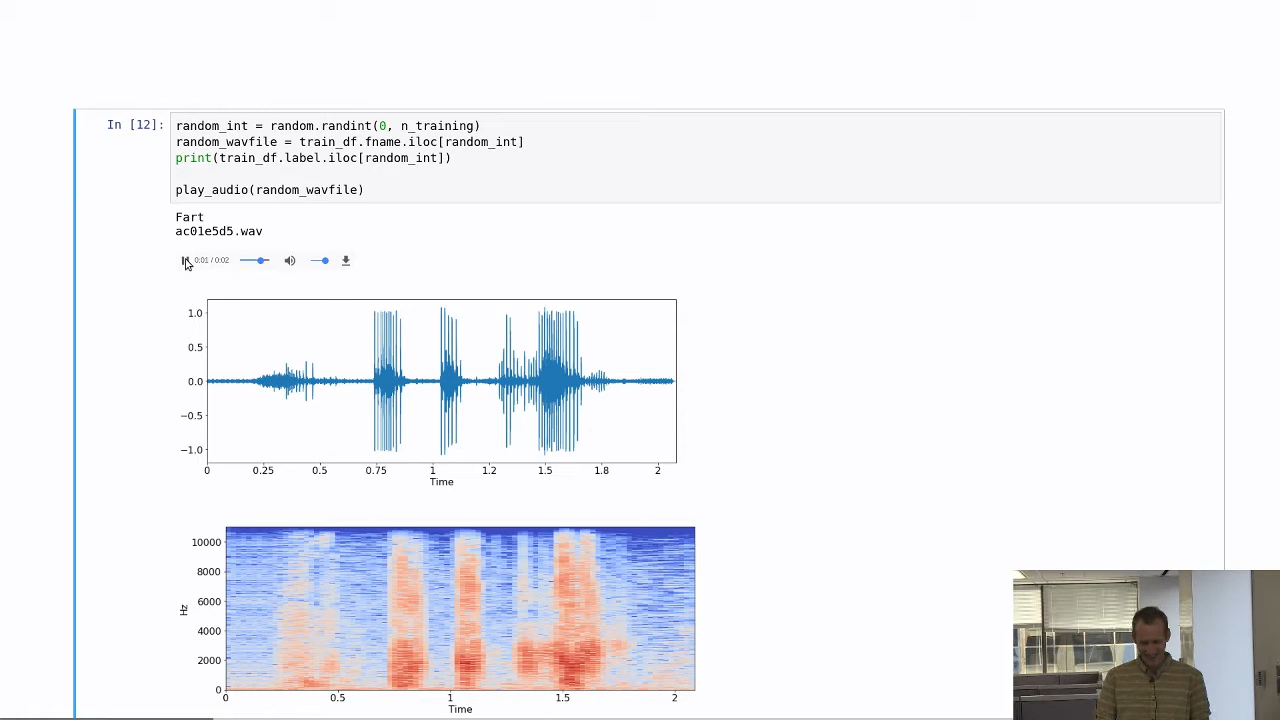 In [12]:
random_int = random.randint(0, n_training)
random_wavfile = train_df.fname.iloc[random_int]
print(train_df.label.iloc[random_int])
play_audio(random_wavfile)
Fart
ac01e5d5.wav
0:01 / 0:02
1.0
0.5
0.0
−0.5
−1.0
0 0.25 0.5 0.75 1 1.2 1.5 1.8 2
Time
10000
8000
6000
4000
2000
0
Hz
0 0.5 1 1.5 2
Time